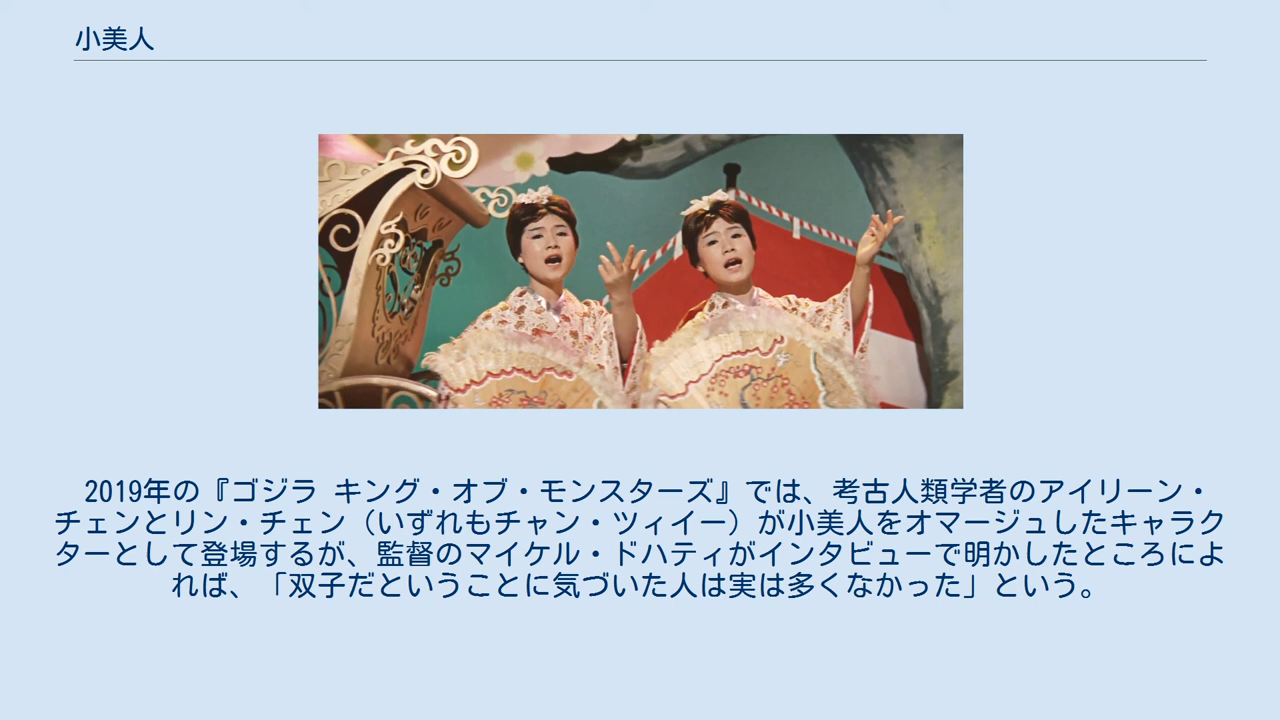 小美人
2019年の『ゴジラ キング・オブ・モンスターズ』では、考古人類学者のアイリーン・
チェンとリン・チェン（いずれもチャン・ツィイー）が小美人をオマージュしたキャラク
ターとして登場するが、監督のマイケル・ドハティがインタビューで明かしたところによ
れば、「双子だということに気づいた人は実は多くなかった」という。